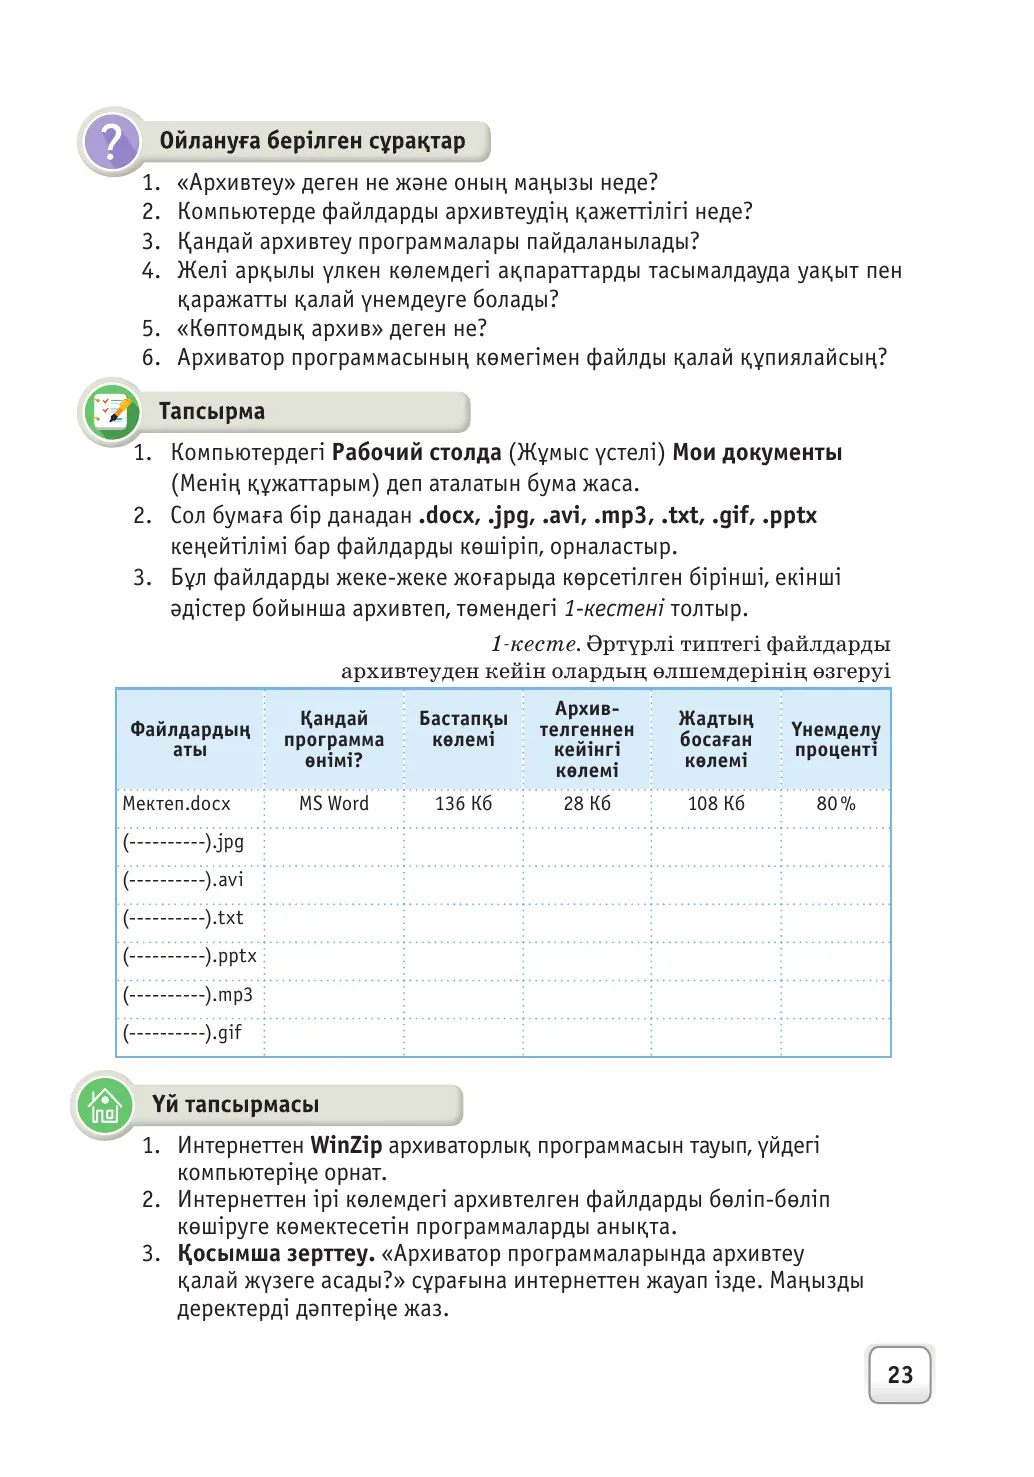 Ойлануға берілген сұрақтар
1. «Архивтеу» деген не және оның маңызы неде?
2. Компьютерде файлдарды архивтеудің қажеттілігі неде?
3. Қандай архивтеу программалары пайдаланылады?
4. Желі арқылы үлкен көлемдегі ақпараттарды тасымалдауда уақыт пен
қаражатты қалай үнемдеуге болады?
5. «Көптомдық архив» деген не?
6. Архиватор программасының көмегімен файлды қалай құпиялайсың?
Тапсырма
1. Компьютердегі Рабочий столда (Жұмыс үстелі) Мои документы
(Менің құжаттарым) деп аталатын бума жаса.
2. Сол бумаға бір данадан .docx, .jpg, .avi, .mp3, .txt, .gif, .pptx
кеңейтілімі бар файлдарды көшіріп, орналастыр.
3. Бұл файлдарды жеке-жеке жоғарыда көрсетілген бірінші, екінші
әдістер бойынша архивтеп, төмендегі 1-кестені толтыр.
1-кесте. Әртүрлі типтегі файлдарды
архивтеуден кейін олардың өлшемдерінің өзгеруі
Файлдардың аты | Қандай программа өнімі? | Бастапқы көлемі | Архив-телгеннен кейінгі көлемі | Жадтың босаған көлемі | Үнемделу проценті
Мектеп.docx | MS Word | 136 Кб | 28 Кб | 108 Кб | 80 %
(----------).jpg
(----------).avi
(----------).txt
(----------).pptx
(----------).mp3
(----------).gif
Үй тапсырмасы
1. Интернеттен WinZip архиваторлық программасын тауып, үйдегі
компьютеріңе орнат.
2. Интернеттен ірі көлемдегі архивтелген файлдарды бөліп-бөліп
көшіруге көмектесетін программаларды анықта.
3. Қосымша зерттеу. «Архиватор программаларында архивтеу
қалай жүзеге асады?» сұрағына интернеттен жауап ізде. Маңызды
деректерді дәптеріңе жаз.
23